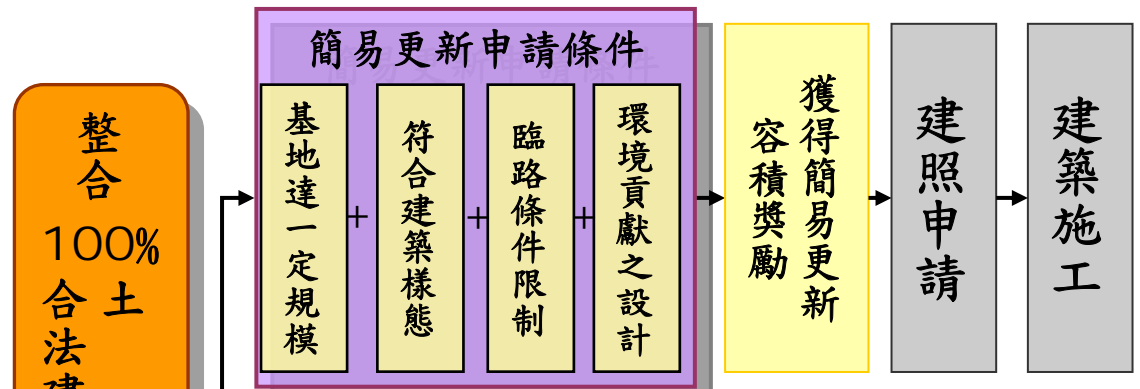 整合
100%
土
合法建
簡易更新申請條件
基地達一定規模
+
符合建築樣態
+
臨路條件限制
+
環境貢獻之設計
獲得簡易更新
容積獎勵
建照申請
建築施工